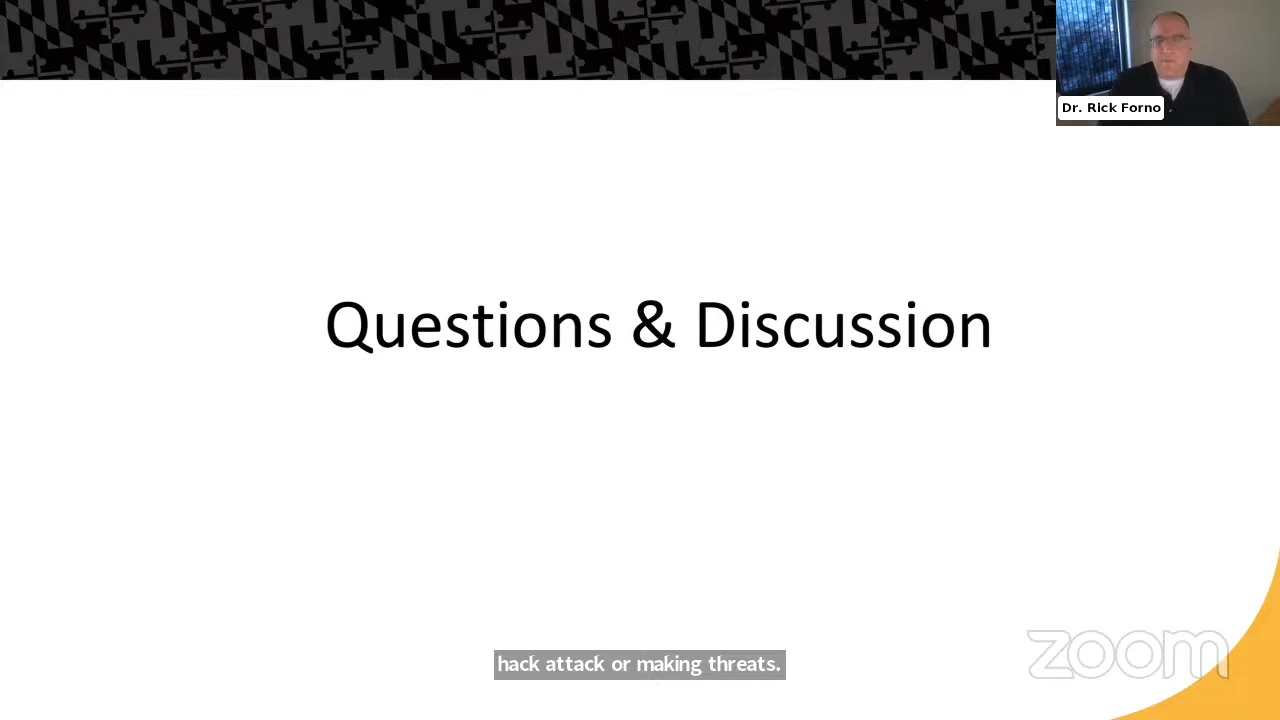 Dr. Rick Forno
Questions & Discussion
zoom
hack attack or making threats.